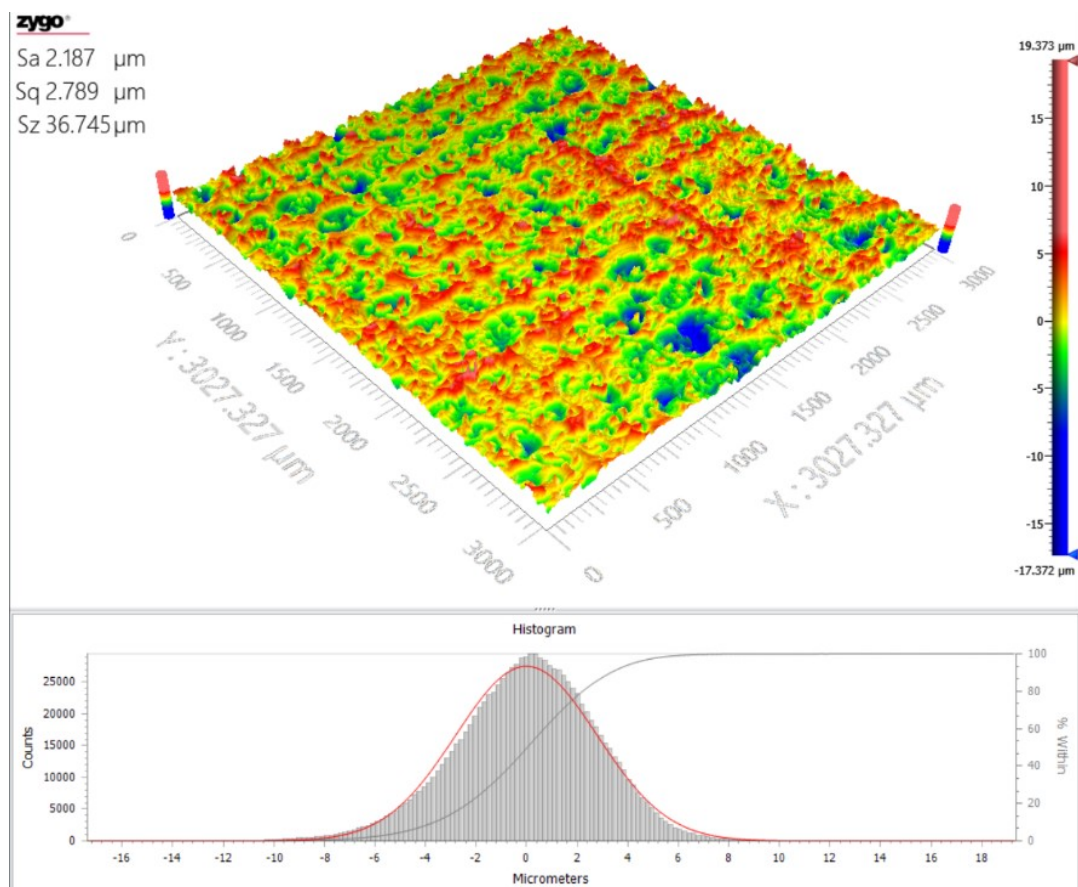 zygo®
Sa 2.187 μm
Sq 2.789 μm
Sz 36.745 μm
19.373 μm
15
10
5
0
-5
-10
-15
-17.372 μm
0
500
1000
1500
2000
2500
3000
Y: 3027.327 μm
0
500
1000
1500
2000
2500
3000
X: 3027.327 μm
Histogram
Counts
25000
20000
15000
10000
5000
0
100
80
60
40
20
0
% Within
-16 -14 -12 -10 -8 -6 -4 -2 0 2 4 6 8 10 12 14 16 18
Micrometers